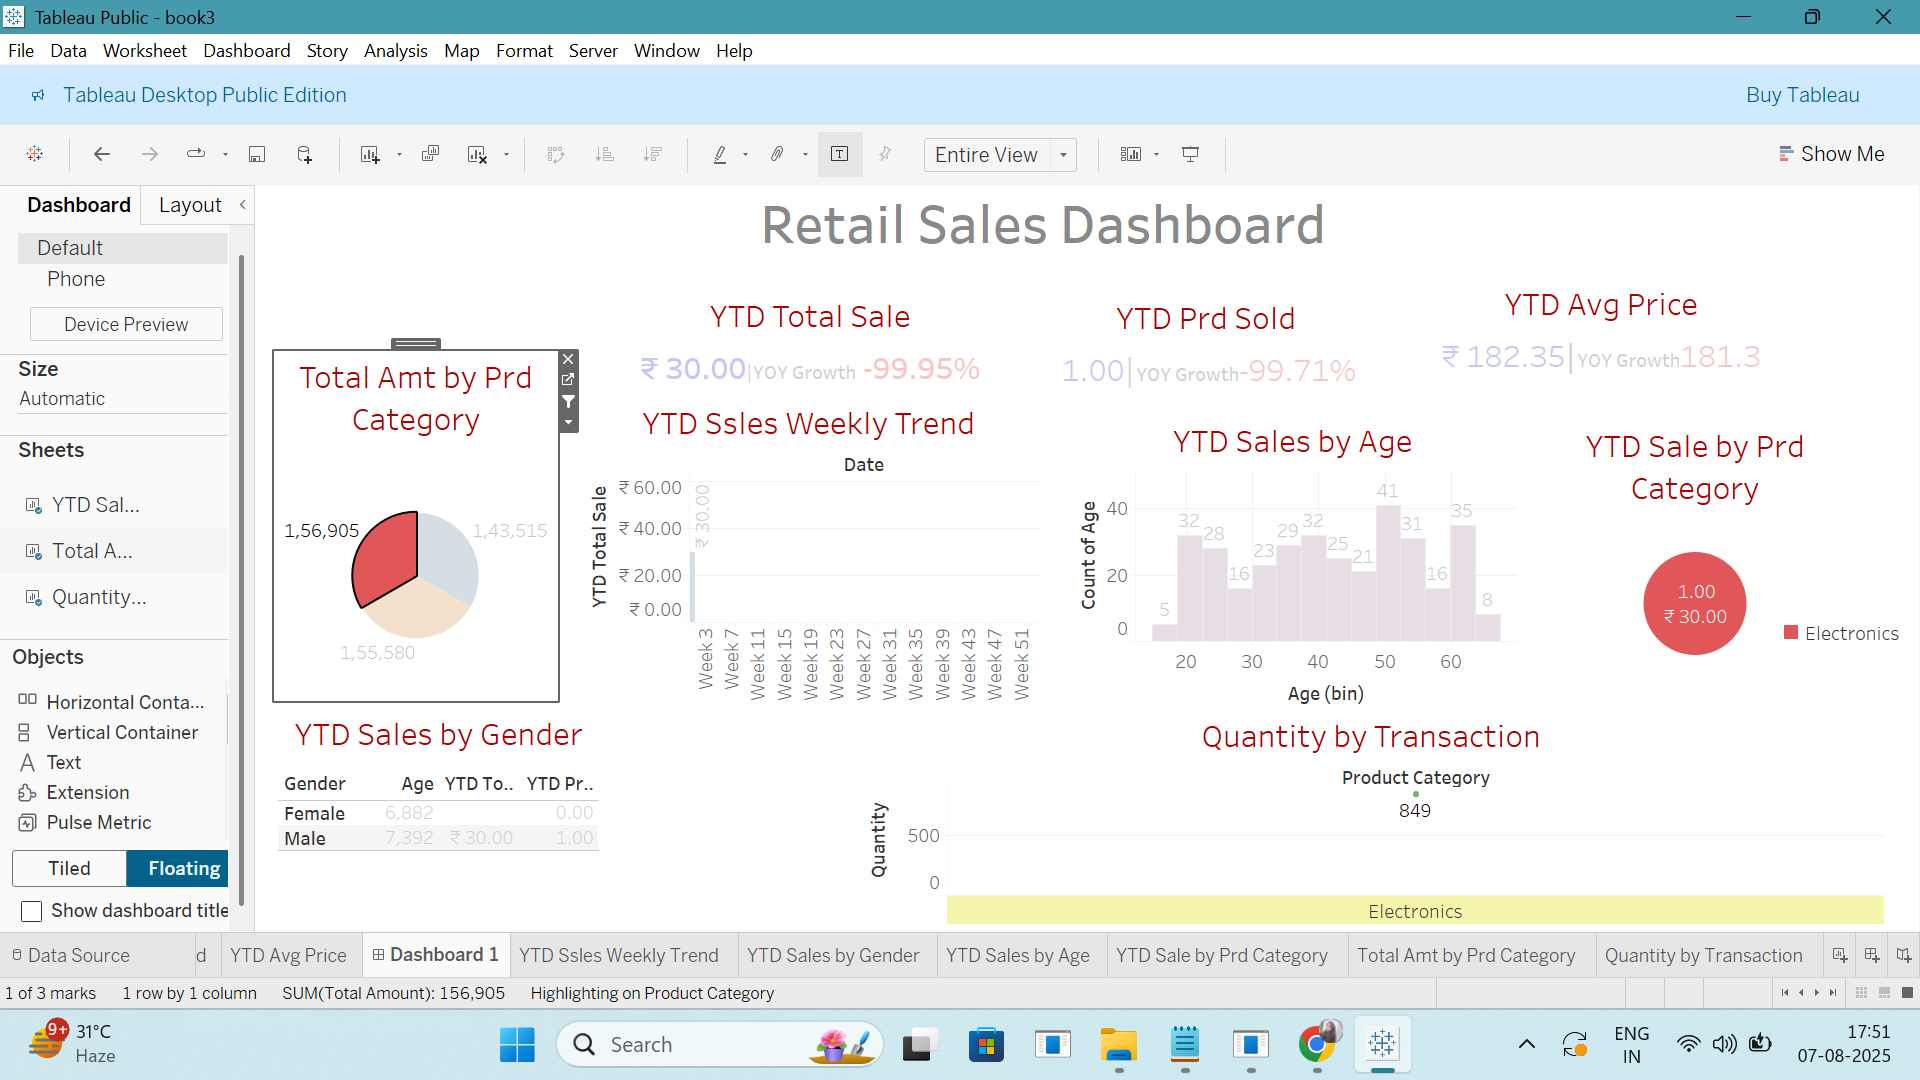 Tableau Public - book3
File Data Worksheet Dashboard Story Analysis Map Format Server Window Help
Tableau Desktop Public Edition
Buy Tableau
Entire View
Show Me
Dashboard
Layout
Default
Phone
Device Preview
Size
Automatic
Sheets
YTD Sal...
Total A...
Quantity...
Objects
Horizontal Conta...
Vertical Container
Text
Extension
Pulse Metric
Tiled
Floating
Show dashboard title
Retail Sales Dashboard
YTD Total Sale
₹ 30.00|YOY Growth -99.95%
YTD Prd Sold
1.00|YOY Growth-99.71%
YTD Avg Price
₹ 182.35|YOY Growth181.3
Total Amt by Prd
Category
1,56,905
1,43,515
1,55,580
YTD Ssles Weekly Trend
Date
YTD Total Sale
₹ 60.00
₹ 40.00
₹ 20.00
₹ 0.00
₹ 30.00
Week 3
Week 7
Week 11
Week 15
Week 19
Week 23
Week 27
Week 31
Week 35
Week 39
Week 43
Week 47
Week 51
YTD Sales by Age
Count of Age
40
20
0
5
32
28
16
23
29
32
25
21
41
31
16
35
8
20 30 40 50 60
Age (bin)
YTD Sale by Prd
Category
1.00
₹ 30.00
Electronics
YTD Sales by Gender
Gender Age YTD To.. YTD Pr..
Female 6,882 0.00
Male 7,392 ₹ 30.00 1.00
Quantity by Transaction
Product Category
849
Quantity
500
0
Electronics
Data Source
d
YTD Avg Price
Dashboard 1
YTD Ssles Weekly Trend
YTD Sales by Gender
YTD Sales by Age
YTD Sale by Prd Category
Total Amt by Prd Category
Quantity by Transaction
1 of 3 marks 1 row by 1 column SUM(Total Amount): 156,905 Highlighting on Product Category
9+
31°C
Haze
Search
ENG
IN
17:51
07-08-2025